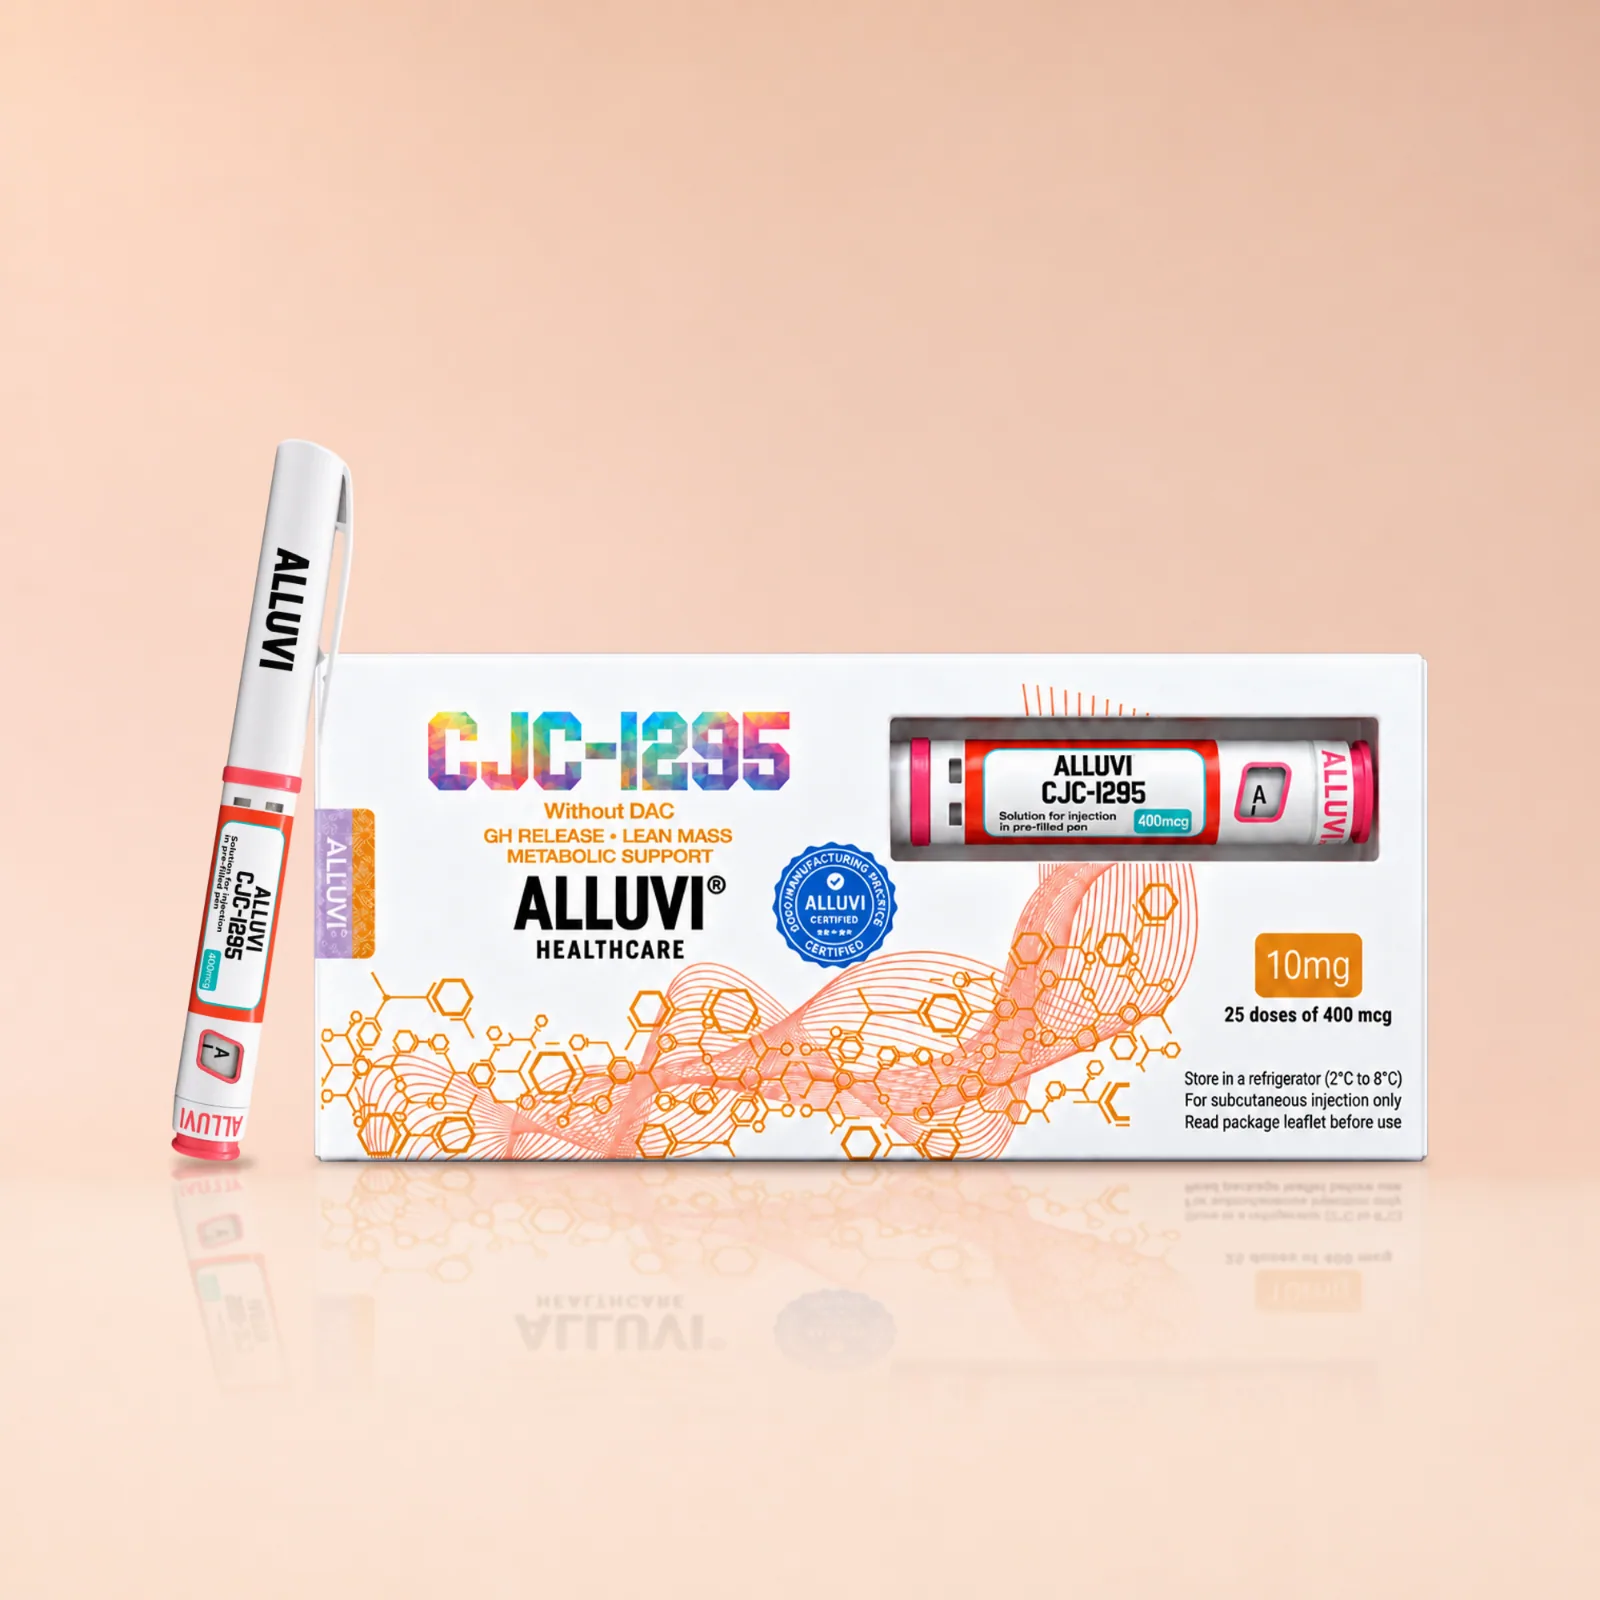 ALLUVI
ALLUVI
CJC-1295
Solution for injection
in pre-filled pen
400mcg
A
ALLUVI
CJC-1295
Without DAC
GH RELEASE • LEAN MASS
METABOLIC SUPPORT
ALLUVI®
HEALTHCARE
ALLUVI
GOOD MANUFACTURING PRACTICE
ALLUVI
CERTIFIED
CERTIFIED
ALLUVI
CJC-1295
Solution for injection
in pre-filled pen
400mcg
A
ALLUVI
10mg
25 doses of 400 mcg
Store in a refrigerator (2°C to 8°C)
For subcutaneous injection only
Read package leaflet before use